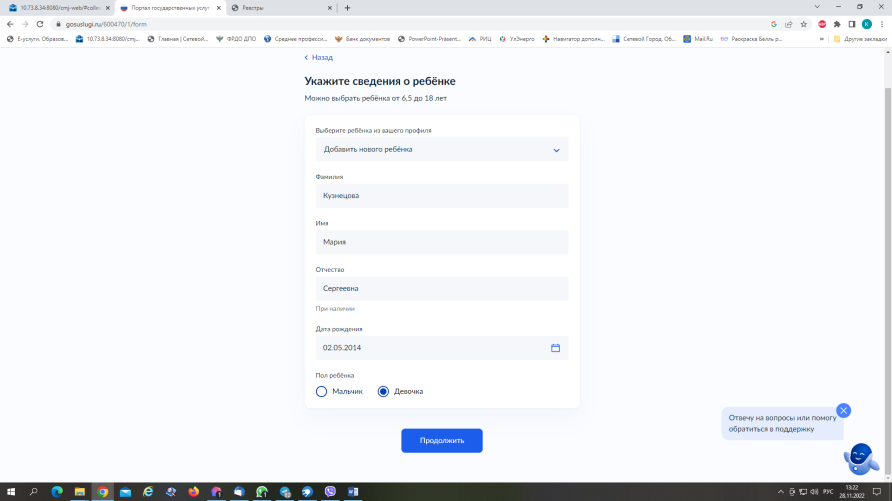 10.73.8.34:8080/cmj-web/#colle
Портал государственных услуг
Реестры
gosuslugi.ru/600470/1/form
Е-услуги. Образов...
10.73.8.34:8080/cmj...
Главная | Сетевой...
ФРДО ДПО
Среднее професси...
Банк документов
PowerPoint-Présent...
РИЦ
УлЭнерго
Навигатор дополн...
Сетевой Город. Об...
Mail.Ru
Раскраска Белль р...
»
Другие закладки
Назад
Укажите сведения о ребёнке
Можно выбрать ребёнка от 6,5 до 18 лет
Выберите ребёнка из вашего профиля
Добавить нового ребёнка
Фамилия
Кузнецова
Имя
Мария
Отчество
Сергеевна
При наличии
Дата рождения
02.05.2014
Пол ребёнка
Мальчик
Девочка
Продолжить
Отвечу на вопросы или помогу
обратиться в поддержку
РУС
13:22
28.11.2022